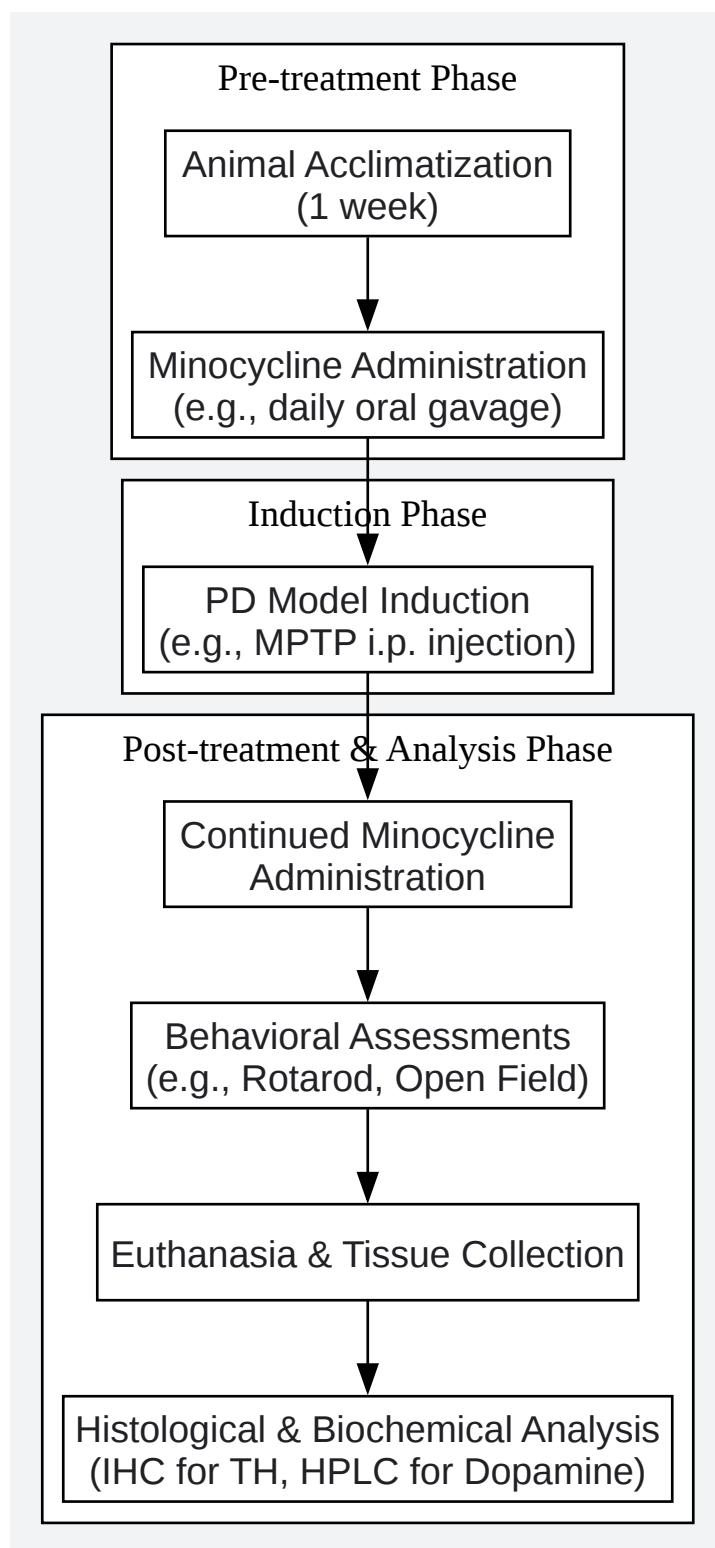 Pre-treatment Phase
Animal Acclimatization
(1 week)
Minocycline Administration
(e.g., daily oral gavage)
Induction Phase
PD Model Induction
(e.g., MPTP i.p. injection)
Post-treatment & Analysis Phase
Continued Minocycline
Administration
Behavioral Assessments
(e.g., Rotarod, Open Field)
Euthanasia & Tissue Collection
Histological & Biochemical Analysis
(IHC for TH, HPLC for Dopamine)